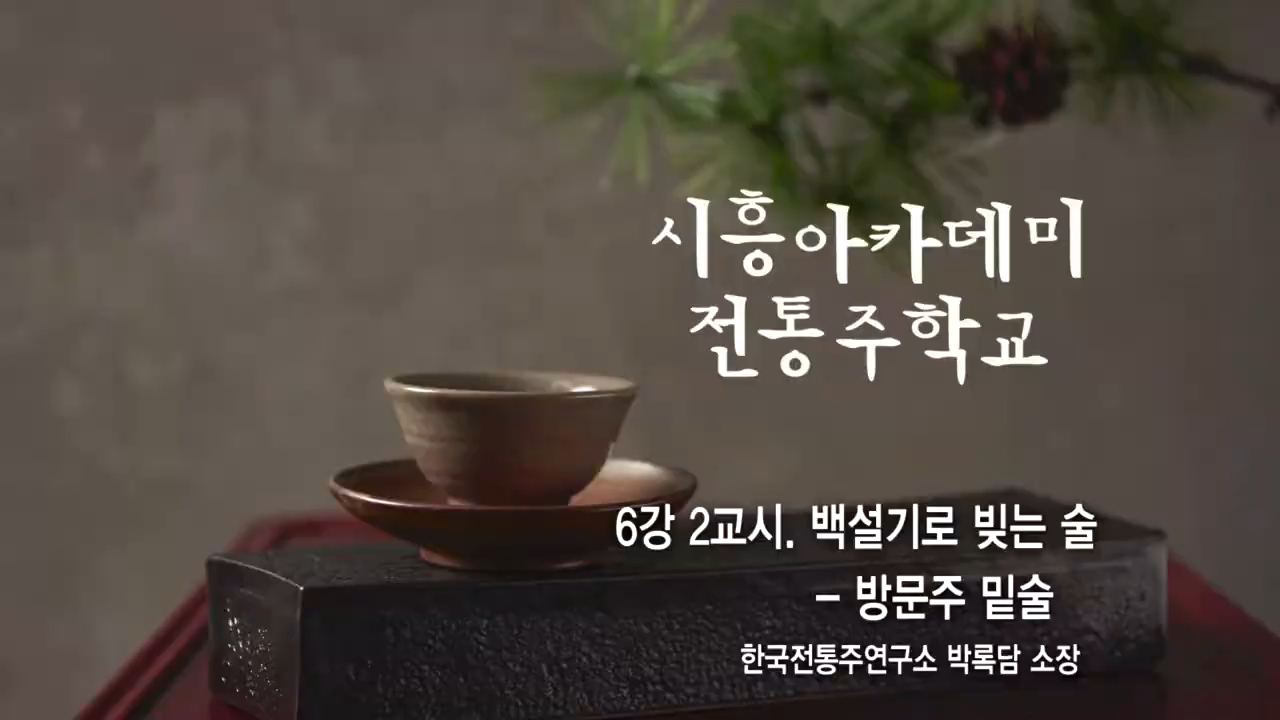 시흥아카데미
전통주학교
6강 2교시. 백설기로 빚는 술
- 방문주 밑술
한국전통주연구소 박록담 소장